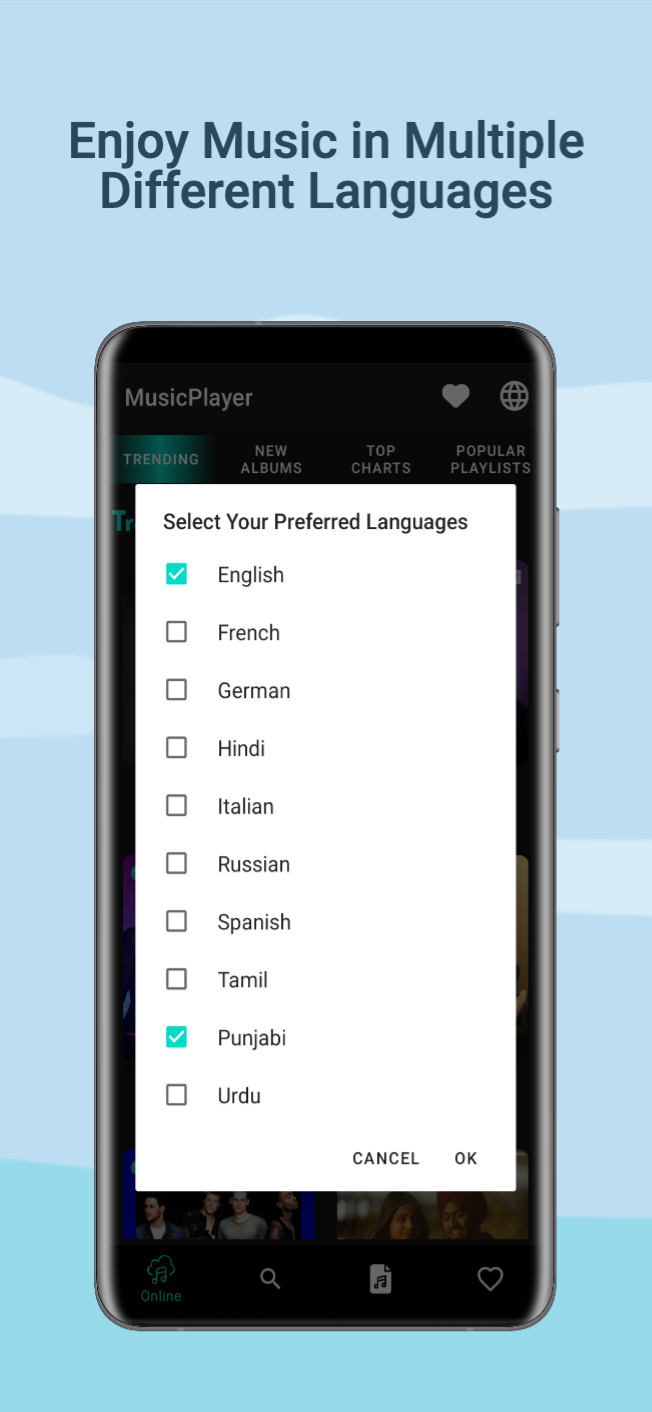 Enjoy Music in Multiple
Different Languages
MusicPlayer
TRENDING
NEW
ALBUMS
TOP
CHARTS
POPULAR
PLAYLISTS
Select Your Preferred Languages
English
French
German
Hindi
Italian
Russian
Spanish
Tamil
Punjabi
Urdu
CANCEL
OK
Online